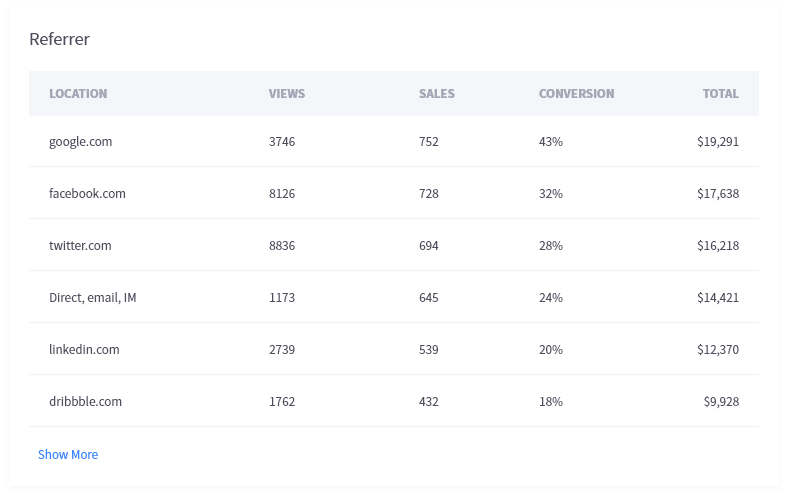 Referrer
LOCATION VIEWS SALES CONVERSION TOTAL
google.com 3746 752 43% $19,291
facebook.com 8126 728 32% $17,638
twitter.com 8836 694 28% $16,218
Direct, email, IM 1173 645 24% $14,421
linkedin.com 2739 539 20% $12,370
dribbble.com 1762 432 18% $9,928
Show More